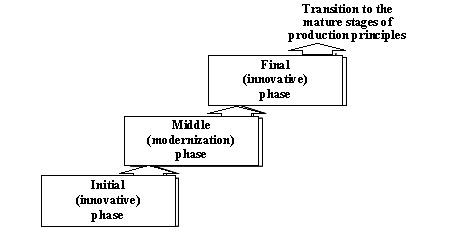 Transition to the
mature stages of
production principles
Final
(innovative)
phase
Middle
(modernization)
phase
Initial
(innovative)
phase